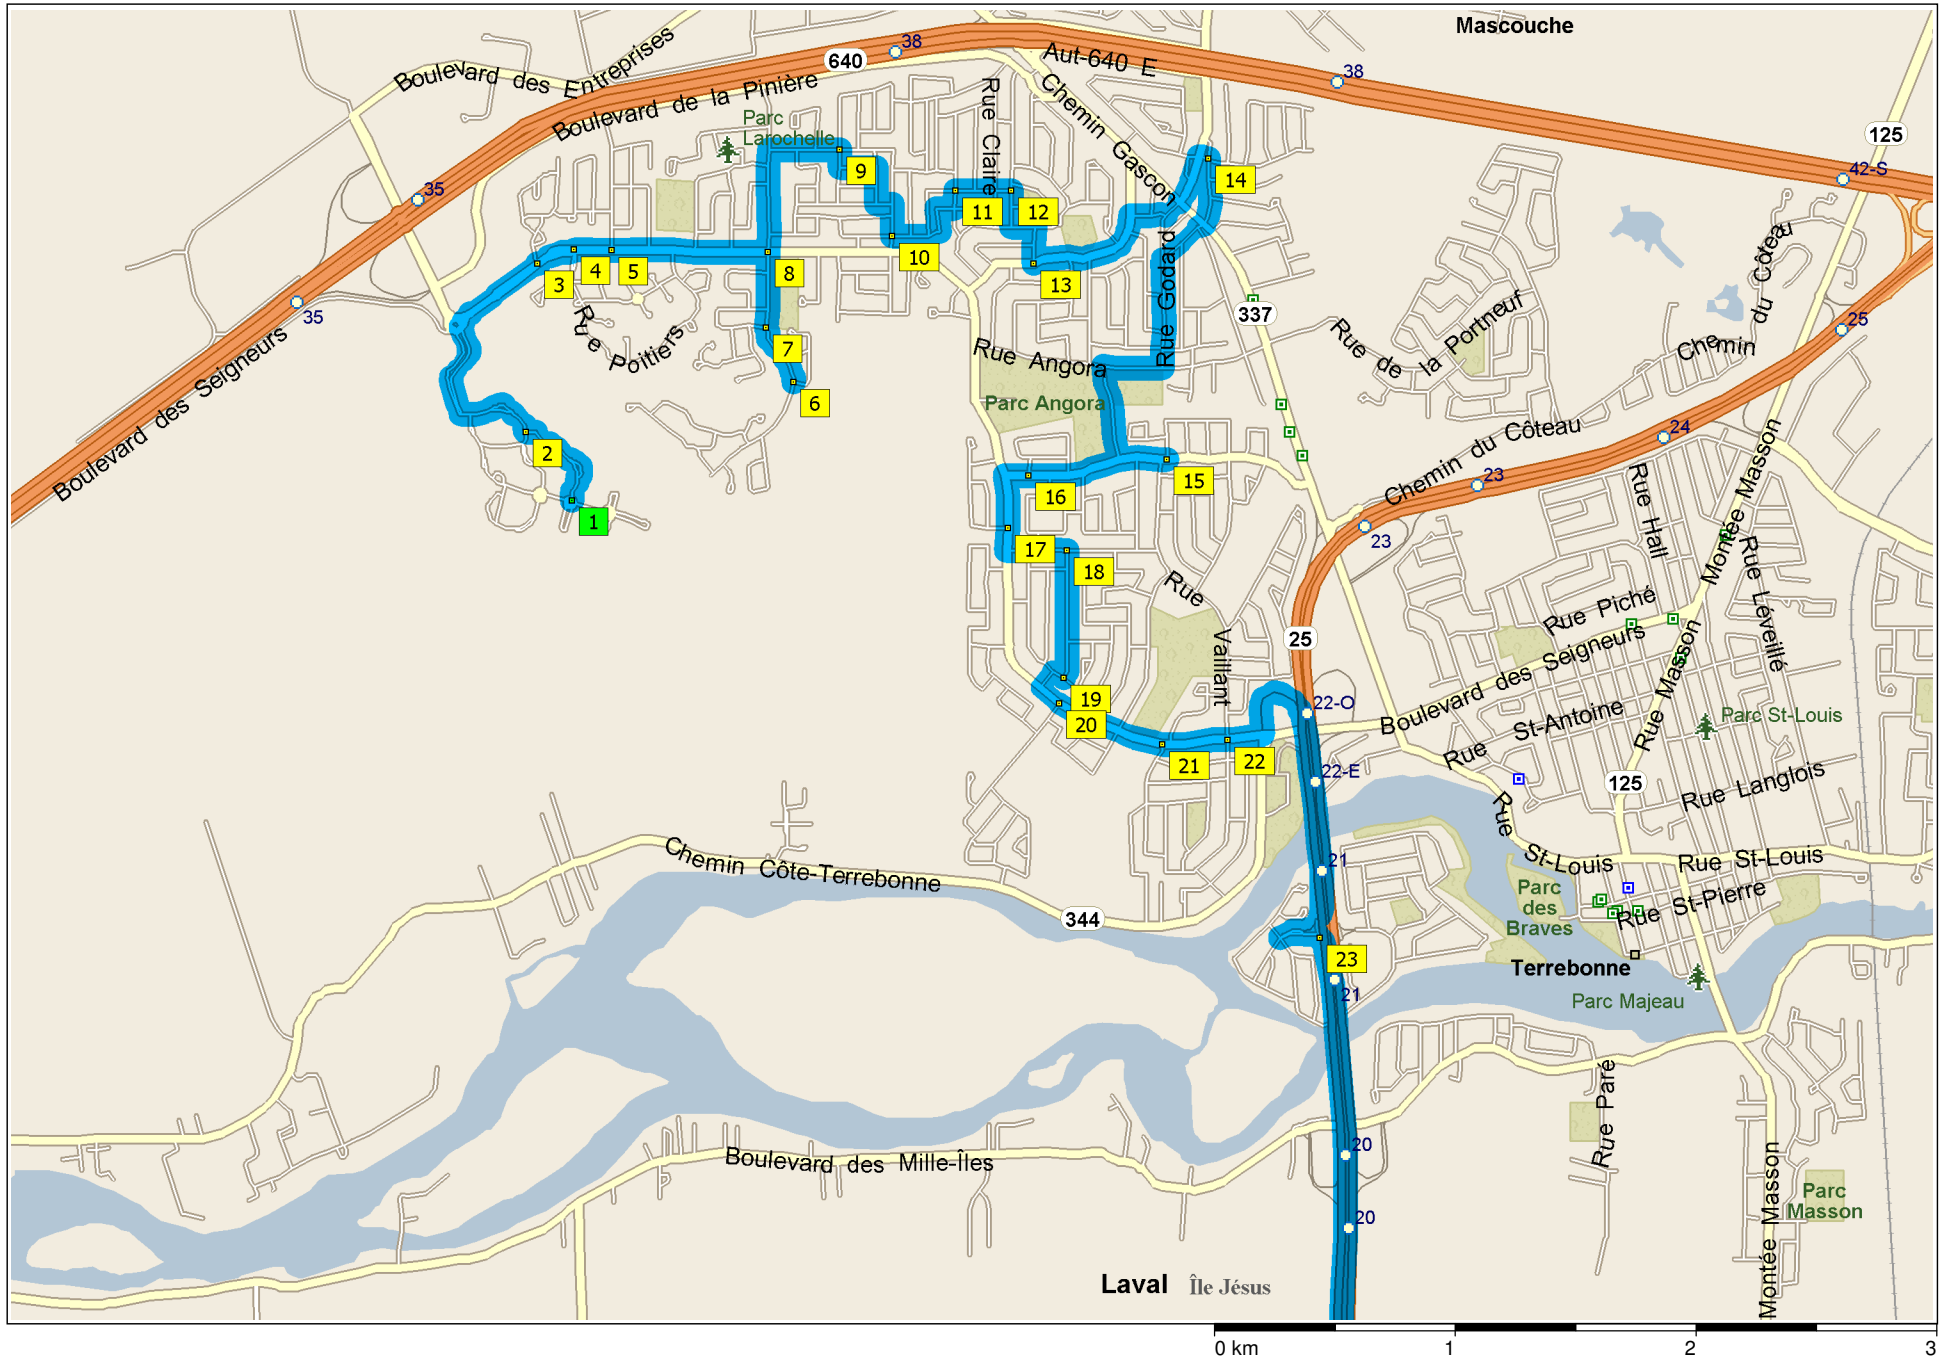 Mascouche
38
640
Aut-640 E
38
Boulevard des Entreprises
Boulevard de la Pinière
Rue Claire
Chemin Gascon
Parc
Larochelle
125
42-S
35
9
14
11
12
10
Rue Godard
3
4
5
8
13
35
337
Rue Poitiers
7
Rue Angora
Rue de la Portneuf
Chemin du Côteau
25
6
Parc Angora
Boulevard des Seigneurs
2
Chemin du Côteau
24
1
16
15
23
23
Rue Hall
Montée Masson
Rue Léveillé
17
18
Rue Vaillant
25
Rue Piché
Boulevard des Seigneurs
Rue Masson
19
20
22-O
Rue St-Antoine
Parc St-Louis
21
22
22-E
125
Rue Langlois
Chemin Côte-Terrebonne
21
Rue St-Louis
Rue St-Louis
344
Parc
des
Braves
Rue St-Pierre
23
21
Terrebonne
Parc Majeau
Rue Paré
20
Boulevard des Mille-Îles
20
Montée Masson
Parc
Masson
Laval Île Jésus
0 km 1 2 3